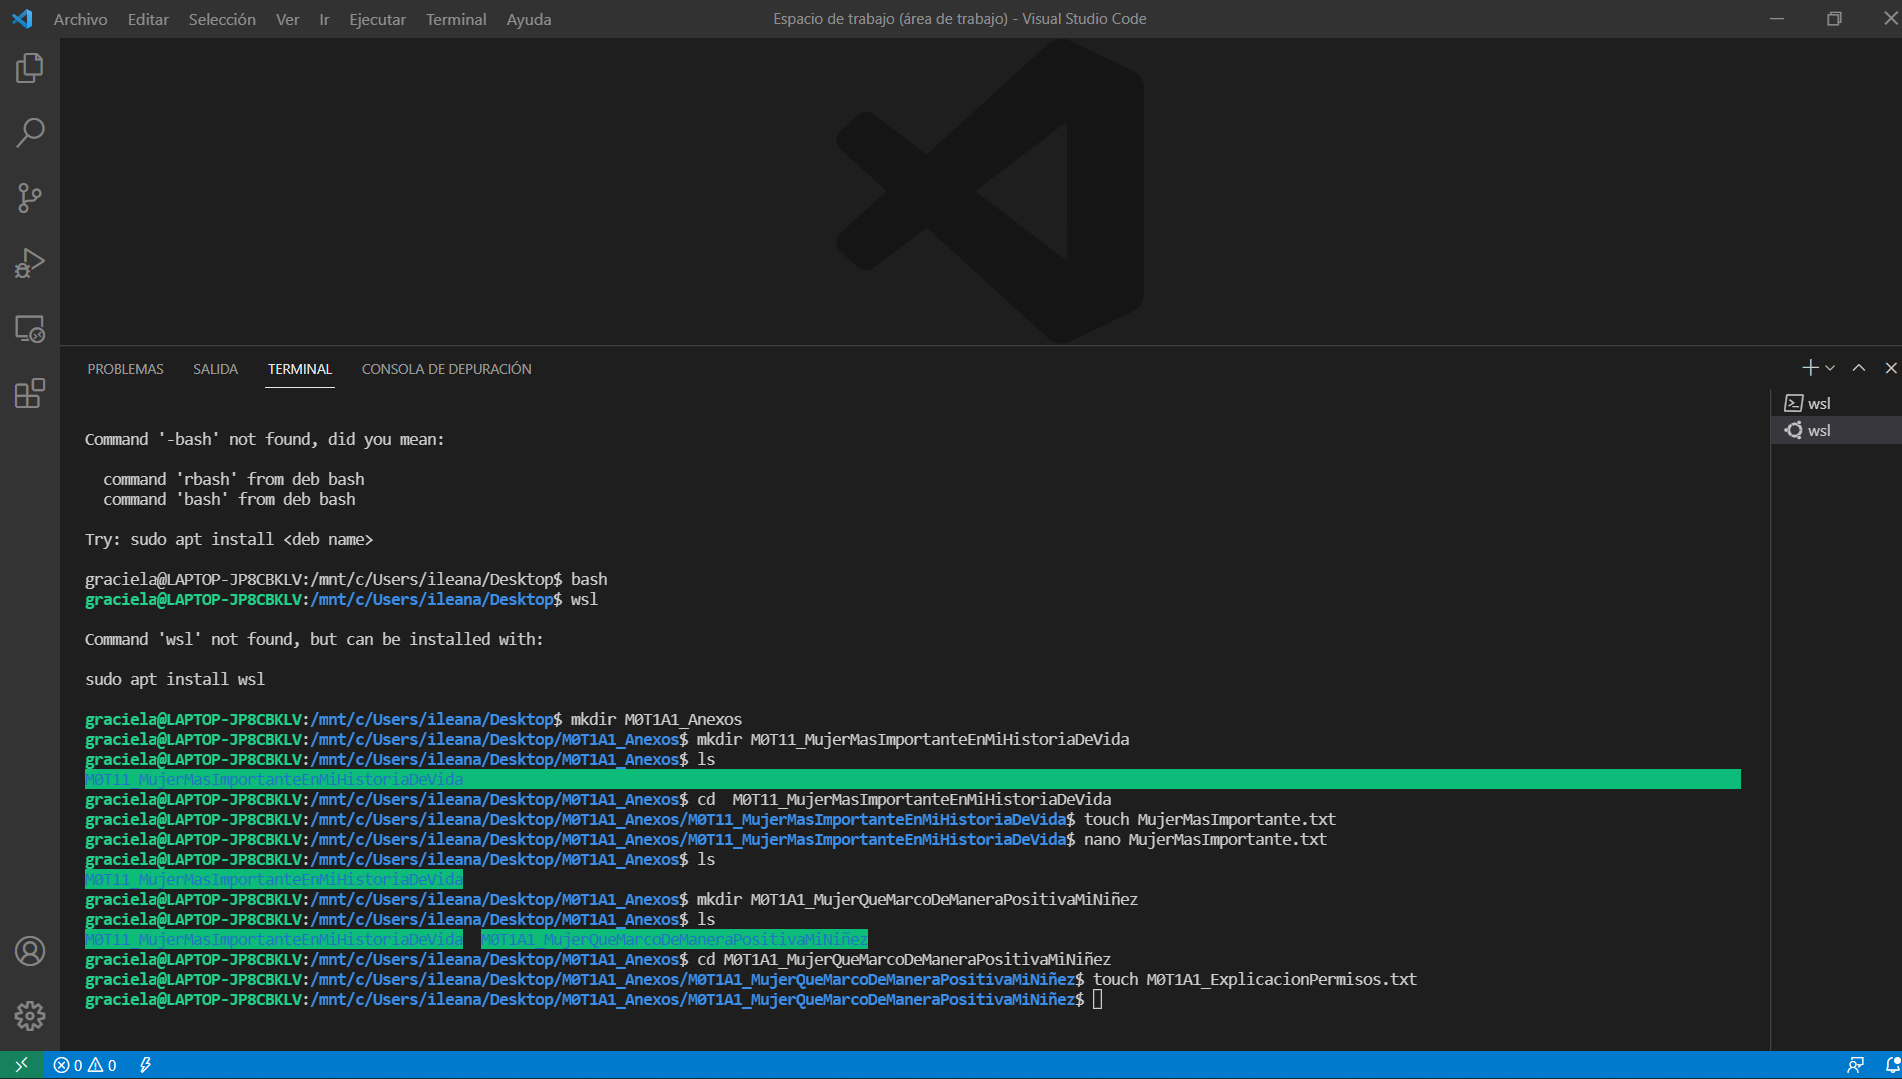 Archivo Editar Selección Ver Ir Ejecutar Terminal Ayuda
Espacio de trabajo (área de trabajo) - Visual Studio Code
PROBLEMAS SALIDA TERMINAL CONSOLA DE DEPURACIÓN
wsl
wsl
Command '-bash' not found, did you mean:
command 'rbash' from deb bash
command 'bash' from deb bash
Try: sudo apt install <deb name>
graciela@LAPTOP-JP8CBKLV:/mnt/c/Users/ileana/Desktop$ bash
graciela@LAPTOP-JP8CBKLV:/mnt/c/Users/ileana/Desktop$ wsl
Command 'wsl' not found, but can be installed with:
sudo apt install wsl
graciela@LAPTOP-JP8CBKLV:/mnt/c/Users/ileana/Desktop$ mkdir M0T1A1_Anexos
graciela@LAPTOP-JP8CBKLV:/mnt/c/Users/ileana/Desktop/M0T1A1_Anexos$ mkdir M0T11_MujerMasImportanteEnMiHistoriaDeVida
graciela@LAPTOP-JP8CBKLV:/mnt/c/Users/ileana/Desktop/M0T1A1_Anexos$ ls
M0T11_MujerMasImportanteEnMiHistoriaDeVida
graciela@LAPTOP-JP8CBKLV:/mnt/c/Users/ileana/Desktop/M0T1A1_Anexos$ cd  M0T11_MujerMasImportanteEnMiHistoriaDeVida
graciela@LAPTOP-JP8CBKLV:/mnt/c/Users/ileana/Desktop/M0T1A1_Anexos/M0T11_MujerMasImportanteEnMiHistoriaDeVida$ touch MujerMasImportante.txt
graciela@LAPTOP-JP8CBKLV:/mnt/c/Users/ileana/Desktop/M0T1A1_Anexos/M0T11_MujerMasImportanteEnMiHistoriaDeVida$ nano MujerMasImportante.txt
graciela@LAPTOP-JP8CBKLV:/mnt/c/Users/ileana/Desktop/M0T1A1_Anexos$ ls
M0T11_MujerMasImportanteEnMiHistoriaDeVida
graciela@LAPTOP-JP8CBKLV:/mnt/c/Users/ileana/Desktop/M0T1A1_Anexos$ mkdir M0T1A1_MujerQueMarcoDeManeraPositivaMiNiñez
graciela@LAPTOP-JP8CBKLV:/mnt/c/Users/ileana/Desktop/M0T1A1_Anexos$ ls
M0T11_MujerMasImportanteEnMiHistoriaDeVida  M0T1A1_MujerQueMarcoDeManeraPositivaMiNiñez
graciela@LAPTOP-JP8CBKLV:/mnt/c/Users/ileana/Desktop/M0T1A1_Anexos$ cd M0T1A1_MujerQueMarcoDeManeraPositivaMiNiñez
graciela@LAPTOP-JP8CBKLV:/mnt/c/Users/ileana/Desktop/M0T1A1_Anexos/M0T1A1_MujerQueMarcoDeManeraPositivaMiNiñez$ touch M0T1A1_ExplicacionPermisos.txt
graciela@LAPTOP-JP8CBKLV:/mnt/c/Users/ileana/Desktop/M0T1A1_Anexos/M0T1A1_MujerQueMarcoDeManeraPositivaMiNiñez$
0 0